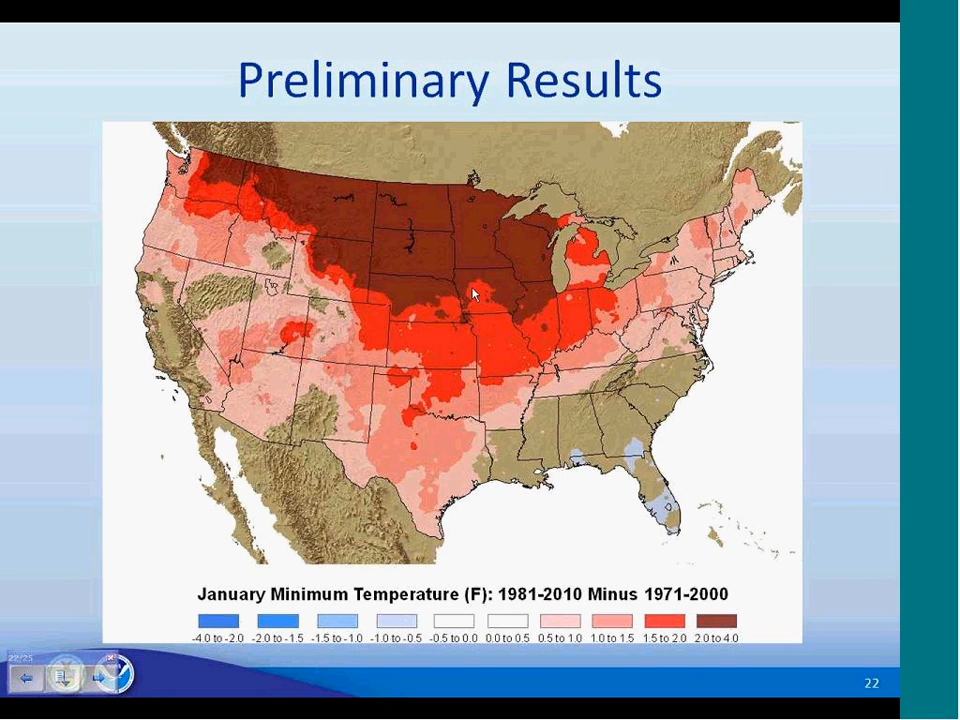 Preliminary Results
January Minimum Temperature (F): 1981-2010 Minus 1971-2000
-4.0 to -2.0 -2.0 to -1.5 -1.5 to -1.0 -1.0 to -0.5 -0.5 to 0.0 0.0 to 0.5 0.5 to 1.0 1.0 to 1.5 1.5 to 2.0 2.0 to 4.0
22/25
22